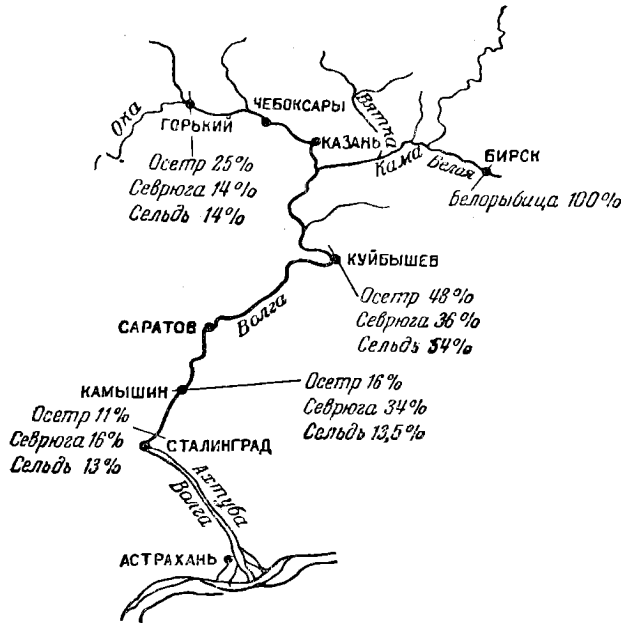 Ока
ГОРЬКИЙ
ЧЕБОКСАРЫ
КАЗАНЬ
Вятка
Кама
Белая
БИРСК
Осетр 25%
Севрюга 14%
Сельдь 14%
Белорыбица 100%
КУЙБЫШЕВ
Осетр 48%
Севрюга 36%
Сельдь 54%
Волга
САРАТОВ
КАМЫШИН
Осетр 16%
Севрюга 34%
Сельдь 13,5%
Осетр 11%
Севрюга 16%
Сельдь 13%
СТАЛИНГРАД
Ахтуба
Волга
АСТРАХАНЬ